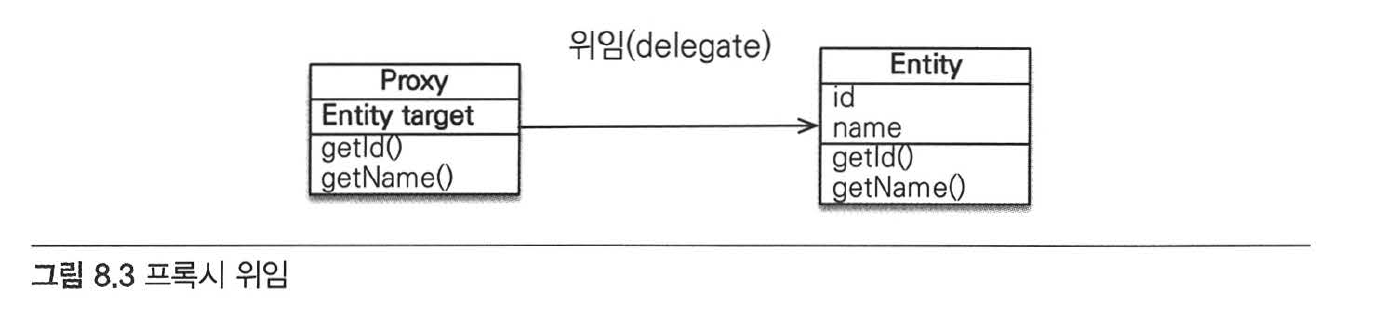 위임(delegate)
Proxy
Entity target
getId()
getName()
Entity
id
name
getId()
getName()
그림 8.3 프록시 위임